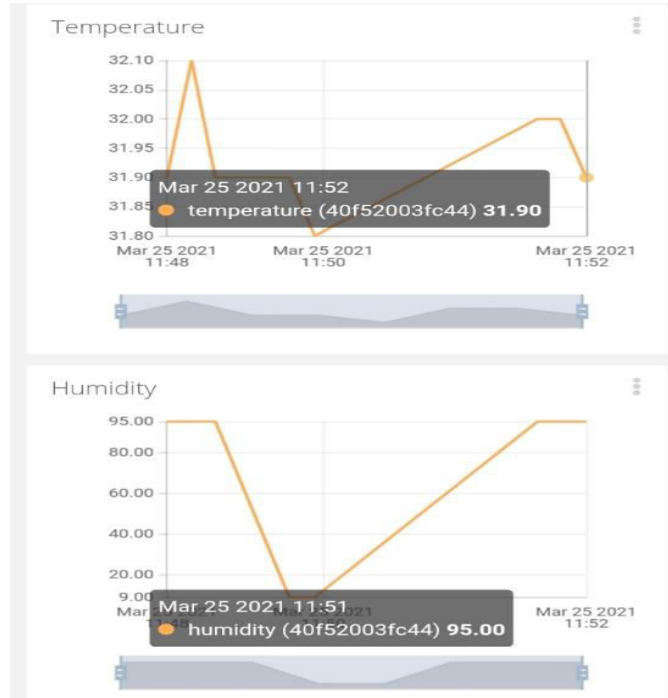 Temperature
32.10
32.05
32.00
31.95
31.90
31.85
31.80
Mar 25 2021 11:52
temperature (40f52003fc44) 31.90
Mar 25 2021 Mar 25 2021 Mar 25 2021
11:48 11:50 11:52
Humidity
95.00
80.00
60.00
40.00
20.00
9.00
Mar 25 2021 11:51
humidity (40f52003fc44) 95.00
Mar 25 2021
11:52